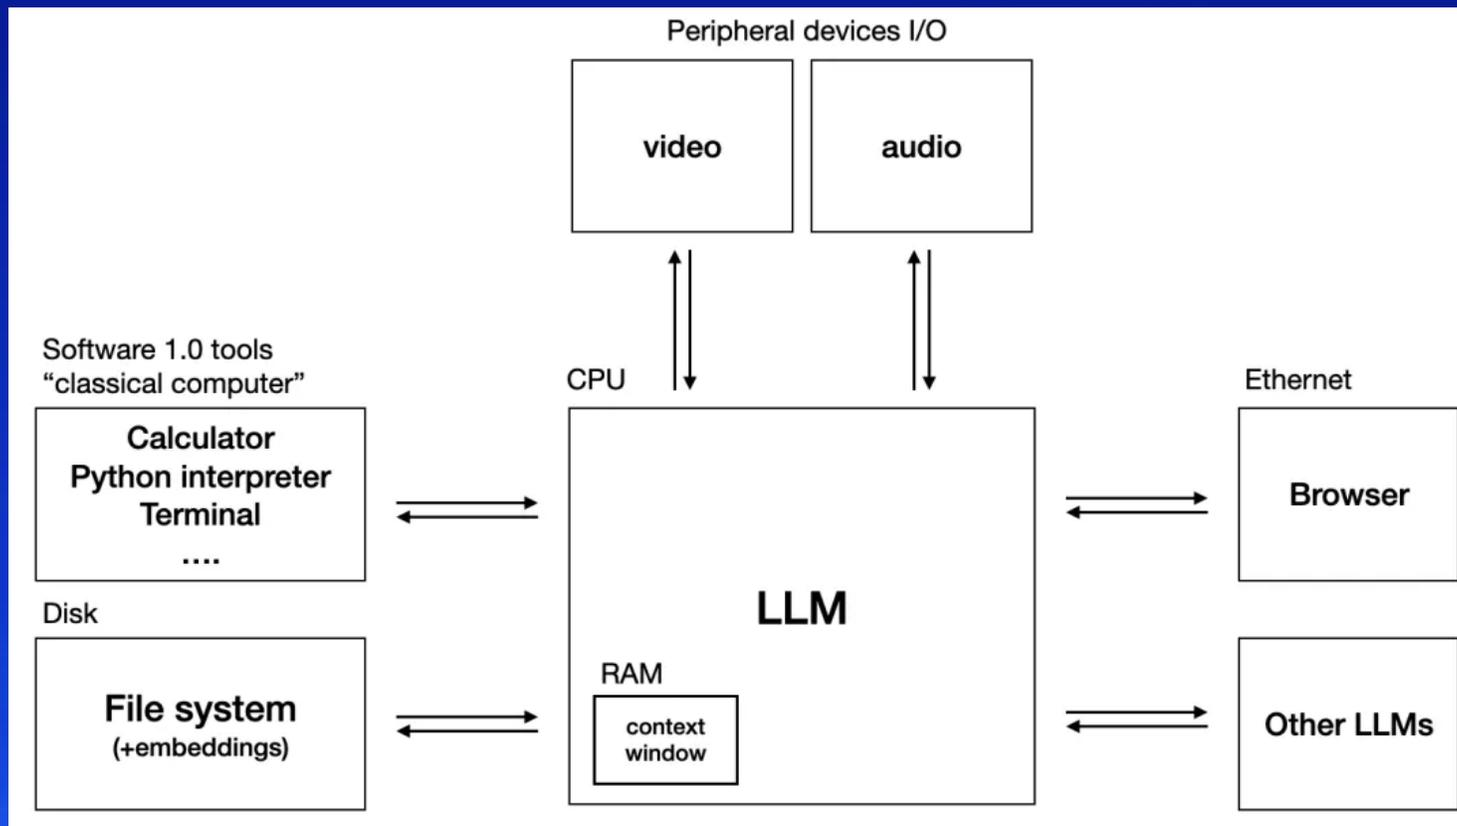 Peripheral devices I/O
video
audio
Software 1.0 tools
“classical computer”
Calculator
Python interpreter
Terminal
....
Disk
File system
(+embeddings)
CPU
LLM
RAM
context
window
Ethernet
Browser
Other LLMs